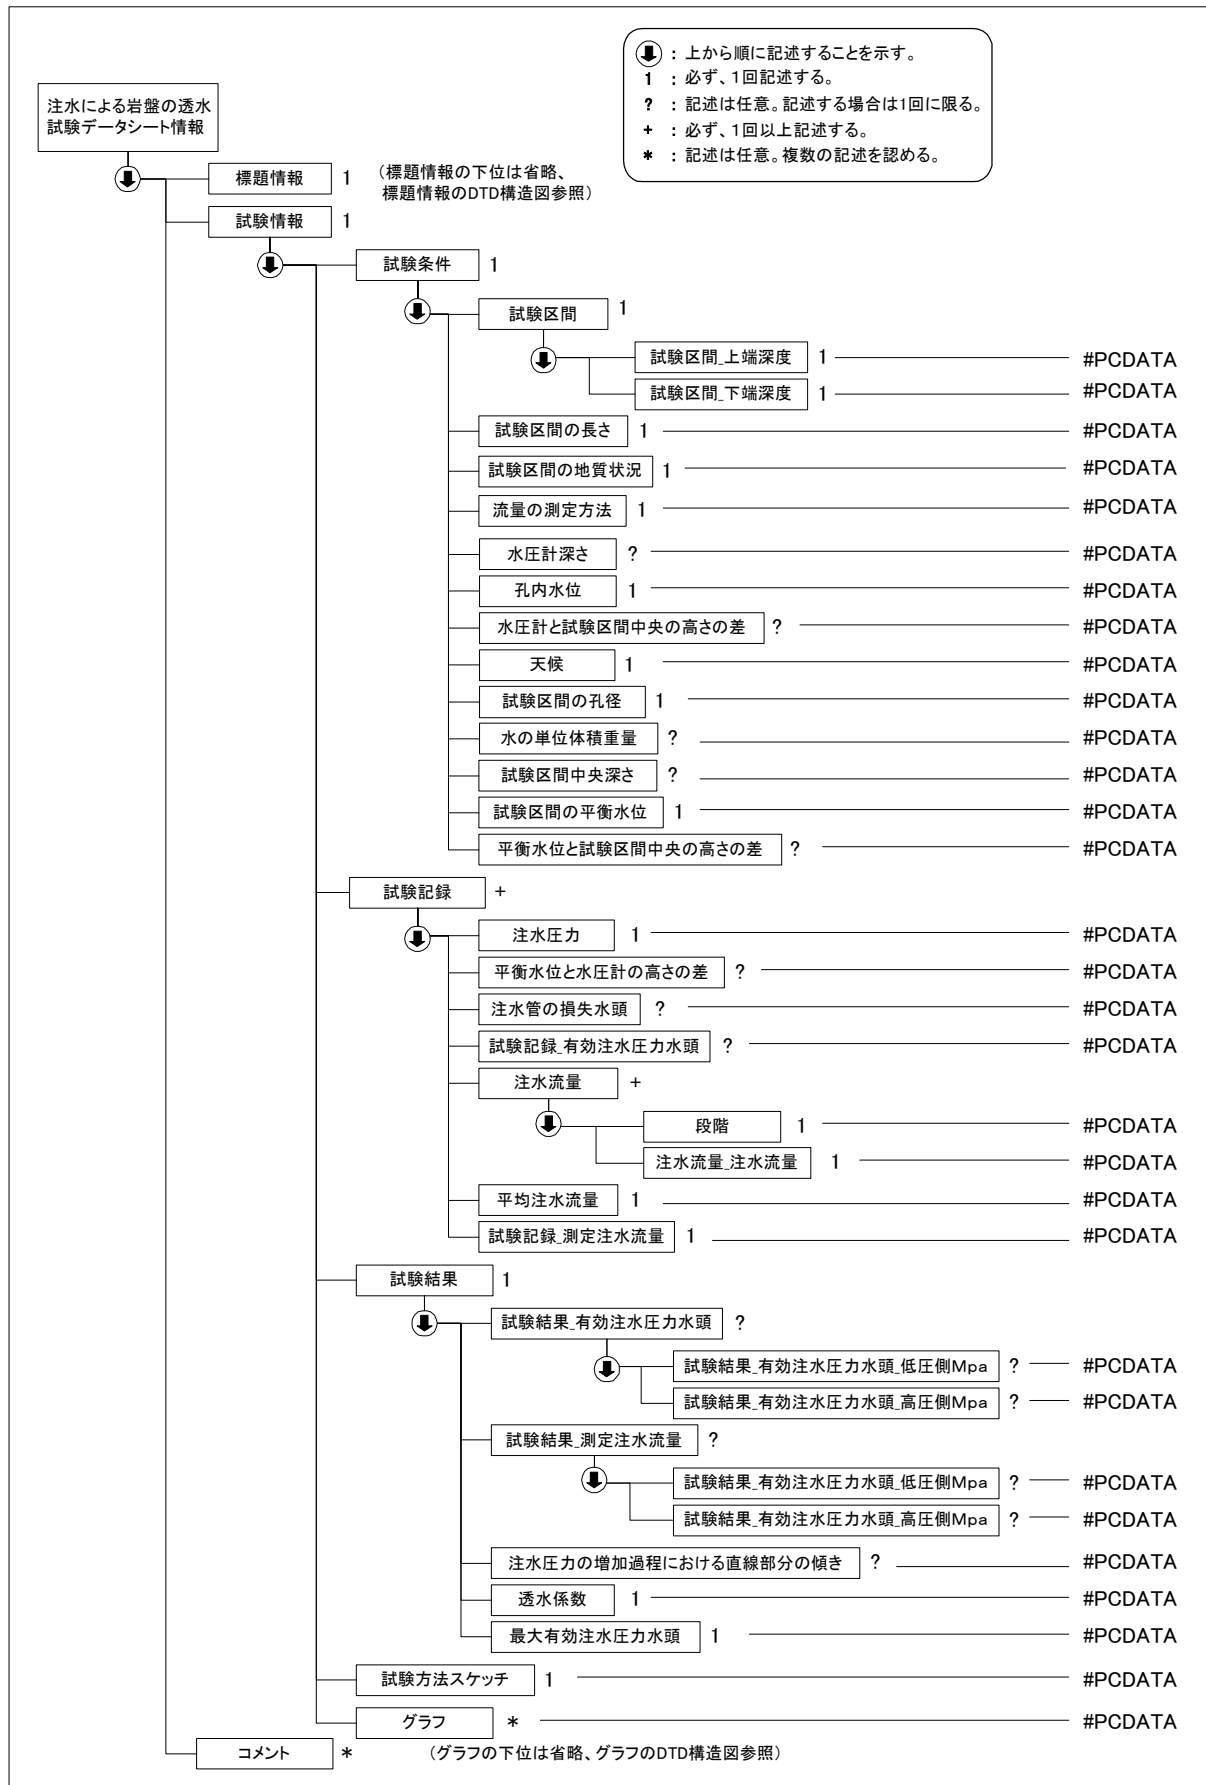 : 上から順に記述することを示す。
1 : 必ず、1回記述する。
? : 記述は任意。記述する場合は1回に限る。
+ : 必ず、1回以上記述する。
* : 記述は任意。複数の記述を認める。
注水による岩盤の透水
試験データシート情報
標題情報 1 (標題情報の下位は省略、
標題情報のDTD構造図参照)
試験情報 1
試験条件 1
試験区間 1
試験区間_上端深度 1 #PCDATA
試験区間_下端深度 1 #PCDATA
試験区間の長さ 1 #PCDATA
試験区間の地質状況 1 #PCDATA
流量の測定方法 1 #PCDATA
水圧計深さ ? #PCDATA
孔内水位 1 #PCDATA
水圧計と試験区間中央の高さの差 ? #PCDATA
天候 1 #PCDATA
試験区間の孔径 1 #PCDATA
水の単位体積重量 ? #PCDATA
試験区間中央深さ ? #PCDATA
試験区間の平衡水位 1 #PCDATA
平衡水位と試験区間中央の高さの差 ? #PCDATA
試験記録 +
注水圧力 1 #PCDATA
平衡水位と水圧計の高さの差 ? #PCDATA
注水管の損失水頭 ? #PCDATA
試験記録_有効注水圧力水頭 ? #PCDATA
注水流量 +
段階 1 #PCDATA
注水流量_注水流量 1 #PCDATA
平均注水流量 1 #PCDATA
試験記録_測定注水流量 1 #PCDATA
試験結果 1
試験結果_有効注水圧力水頭 ?
試験結果_有効注水圧力水頭_低圧側Mpa ? #PCDATA
試験結果_有効注水圧力水頭_高圧側Mpa ? #PCDATA
試験結果_測定注水流量 ?
試験結果_有効注水圧力水頭_低圧側Mpa ? #PCDATA
試験結果_有効注水圧力水頭_高圧側Mpa ? #PCDATA
注水圧力の増加過程における直線部分の傾き ? #PCDATA
透水係数 1 #PCDATA
最大有効注水圧力水頭 1 #PCDATA
試験方法スケッチ 1 #PCDATA
グラフ * #PCDATA
コメント * (グラフの下位は省略、グラフのDTD構造図参照)